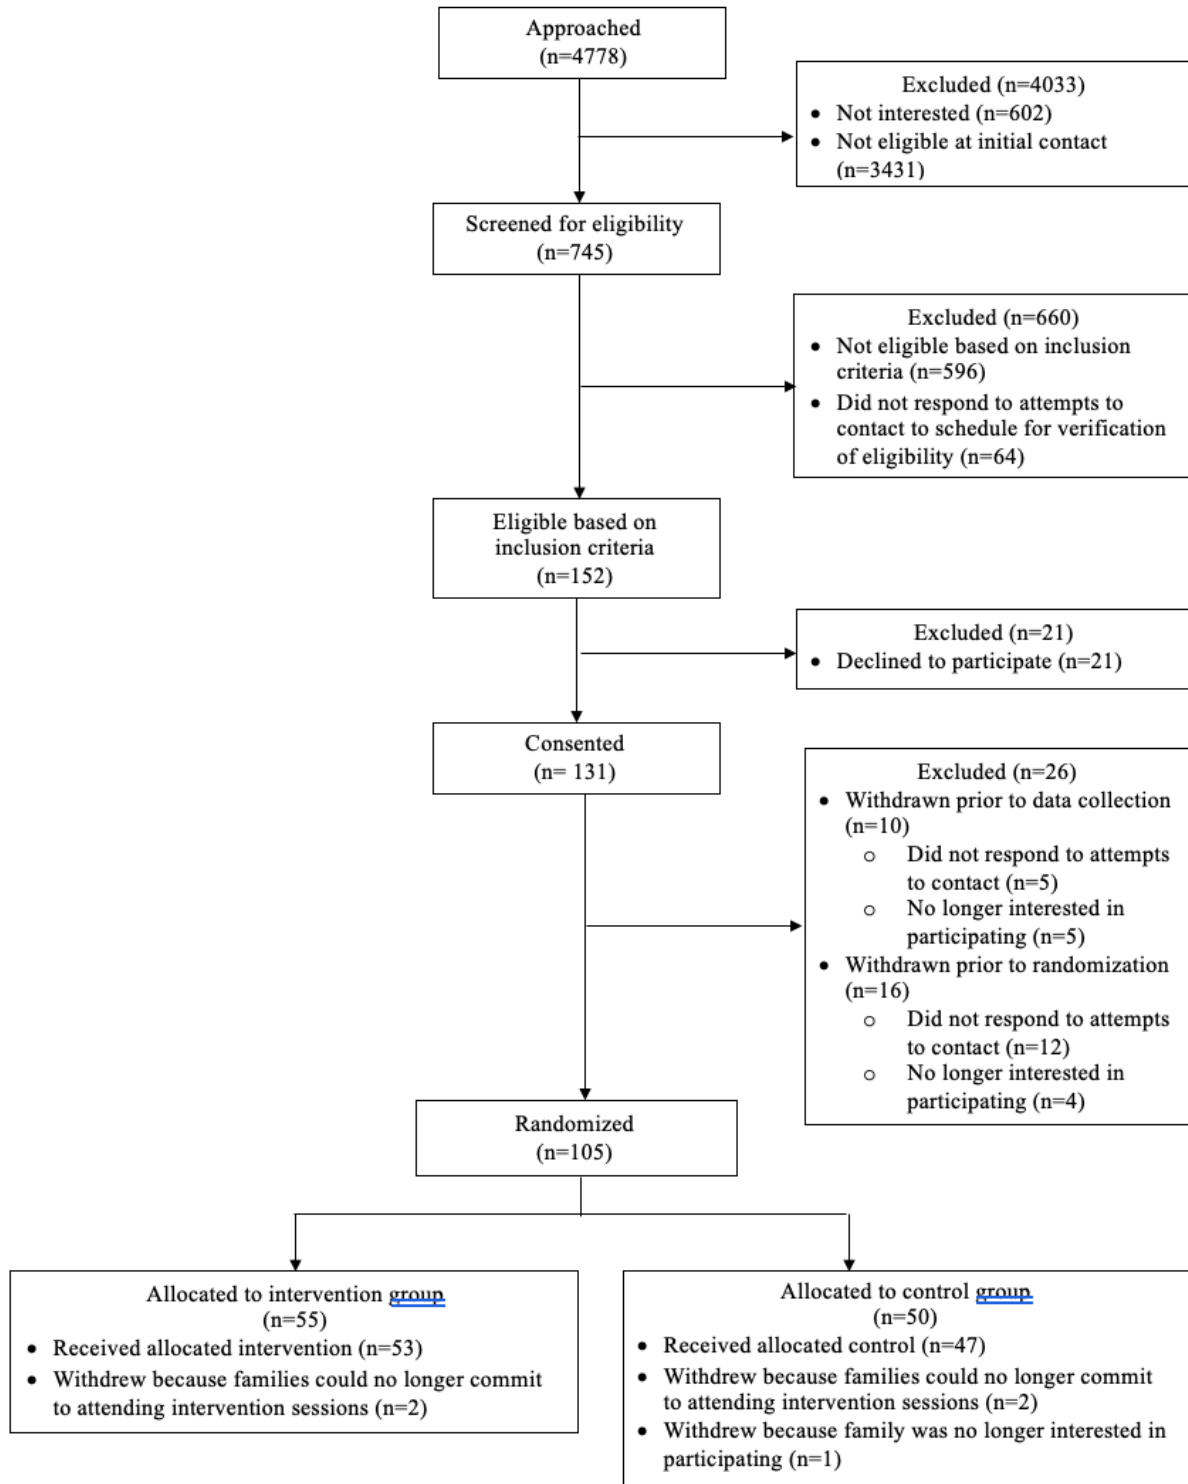 Approached
(n=4778)
Excluded (n=4033)
• Not interested (n=602)
• Not eligible at initial contact
(n=3431)
Screened for eligibility
(n=745)
Excluded (n=660)
• Not eligible based on inclusion
criteria (n=596)
• Did not respond to attempts to
contact to schedule for verification
of eligibility (n=64)
Eligible based on
inclusion criteria
(n=152)
Excluded (n=21)
• Declined to participate (n=21)
Consented
(n= 131)
Excluded (n=26)
• Withdrawn prior to data collection
(n=10)
o Did not respond to attempts
to contact (n=5)
o No longer interested in
participating (n=5)
• Withdrawn prior to randomization
(n=16)
o Did not respond to attempts
to contact (n=12)
o No longer interested in
participating (n=4)
Randomized
(n=105)
Allocated to intervention group
(n=55)
• Received allocated intervention (n=53)
• Withdrew because families could no longer commit
to attending intervention sessions (n=2)
Allocated to control group
(n=50)
• Received allocated control (n=47)
• Withdrew because families could no longer commit
to attending intervention sessions (n=2)
• Withdrew because family was no longer interested in
participating (n=1)